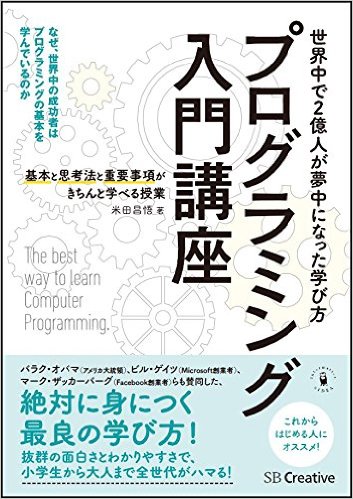 世界中で2億人が夢中になった学び方
プログラミング
入門講座
基本と思考法と重要事項が
きちんと学べる授業
米田昌悟 著
なぜ、世界中の成功者は
プログラミングの基本を
学んでいるのか
The best
way to learn
Computer
Programming.
バラク・オバマ(アメリカ大統領)、ビル・ゲイツ(Microsoft創業者)、
マーク・ザッカーバーグ(Facebook創業者)らも賛同した、
絶対に身につく
最良の学び方!
抜群の面白さとわかりやすさで、
小学生から大人まで全世代がハマる!
これから
はじめる人に
オススメ!
SB Creative